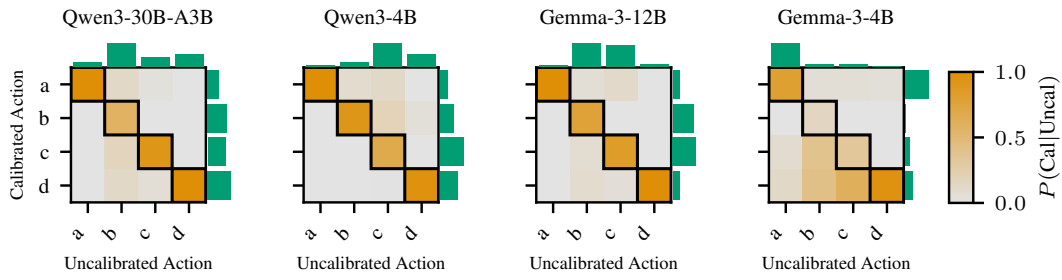 Qwen3-30B-A3B
Qwen3-4B
Gemma-3-12B
Gemma-3-4B
Calibrated Action
a
b
c
d
a
b
c
d
Uncalibrated Action
a
b
c
d
Uncalibrated Action
a
b
c
d
Uncalibrated Action
a
b
c
d
Uncalibrated Action
1.0
0.5
0.0
P(Cal|Uncal)